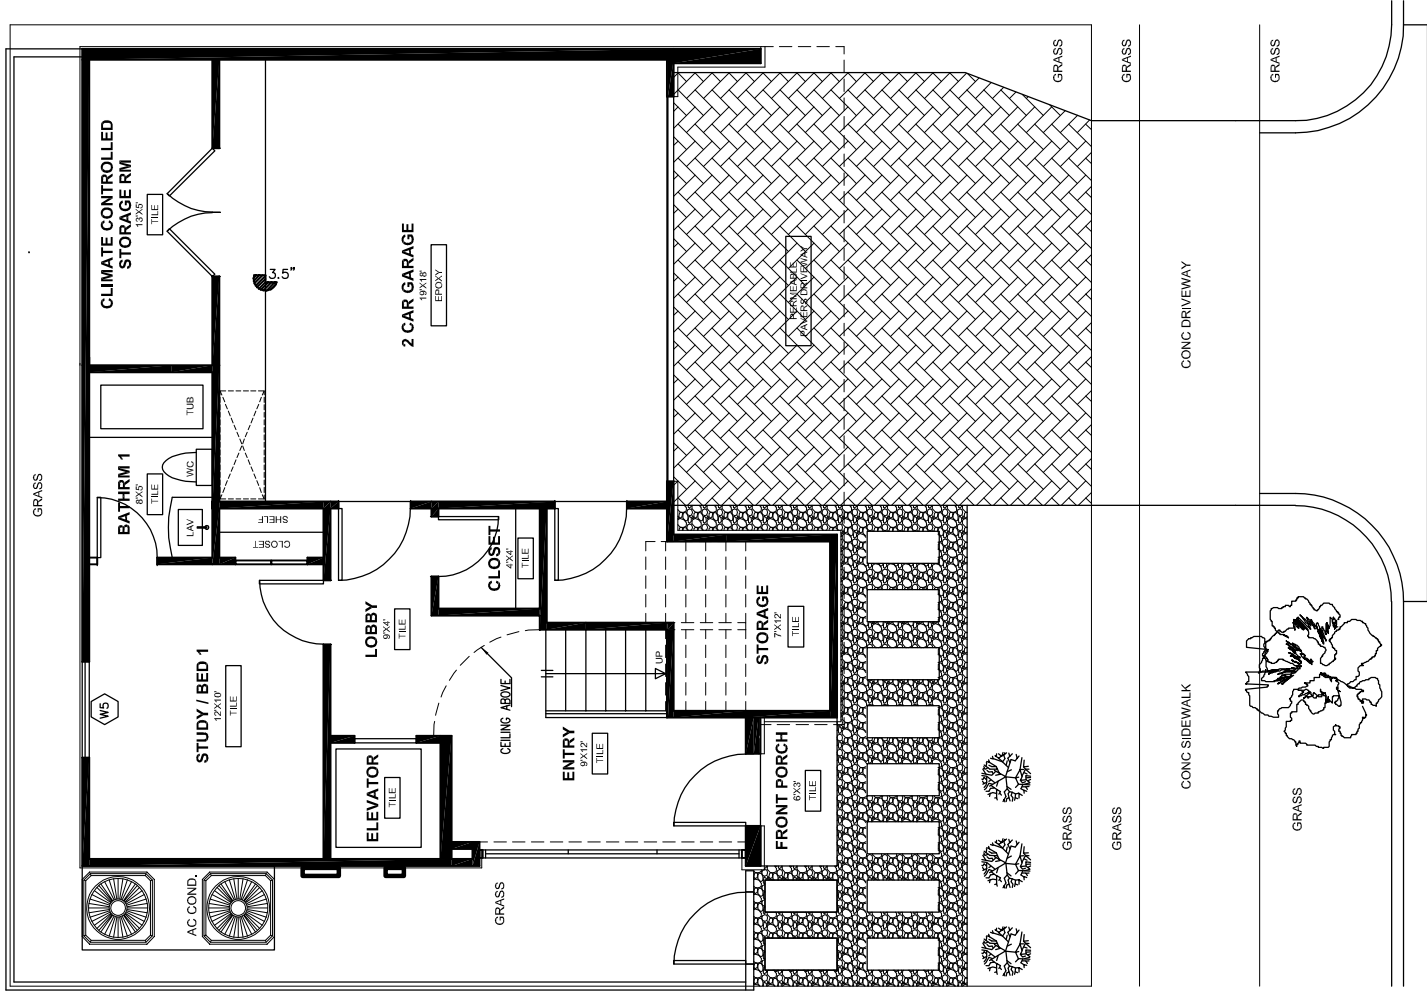 GRASS
CLIMATE CONTROLLED
STORAGE RM
13'X5'
TILE
3.5"
2 CAR GARAGE
19'X18'
EPOXY
PERMEABLE
PAVERS DRIVEWAY
GRASS
GRASS
GRASS
CONC DRIVEWAY
TUB
BATHRM 1
8'X5'
TILE
WC
LAV
SHELF
CLOSET
CLOSET
4'X4'
TILE
LOBBY
9'X4'
TILE
STORAGE
7'X12'
TILE
UP
STUDY / BED 1
12'X10'
TILE
W5
CEILING ABOVE
ENTRY
9'X12'
TILE
ELEVATOR
TILE
FRONT PORCH
6'X3'
TILE
AC COND.
GRASS
GRASS
GRASS
CONC SIDEWALK
GRASS